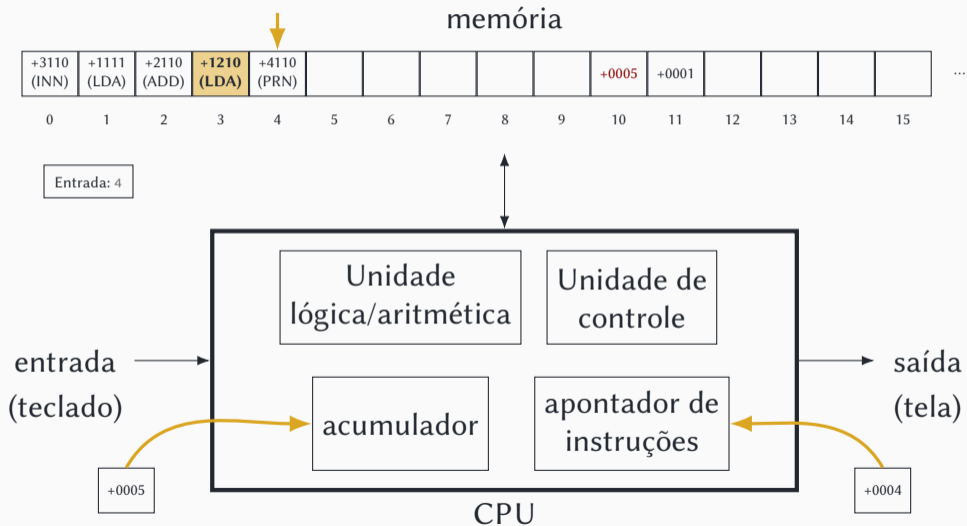 memória
+3110 +1111 +2110 +1210 +4110 +0005 +0001 ...
(INN) (LDA) (ADD) (LDA) (PRN)
0 1 2 3 4 5 6 7 8 9 10 11 12 13 14 15
Entrada: 4
Unidade
lógica/aritmética
Unidade de
controle
entrada
(teclado)
saída
(tela)
acumulador
apontador de
instruções
+0005
+0004
CPU